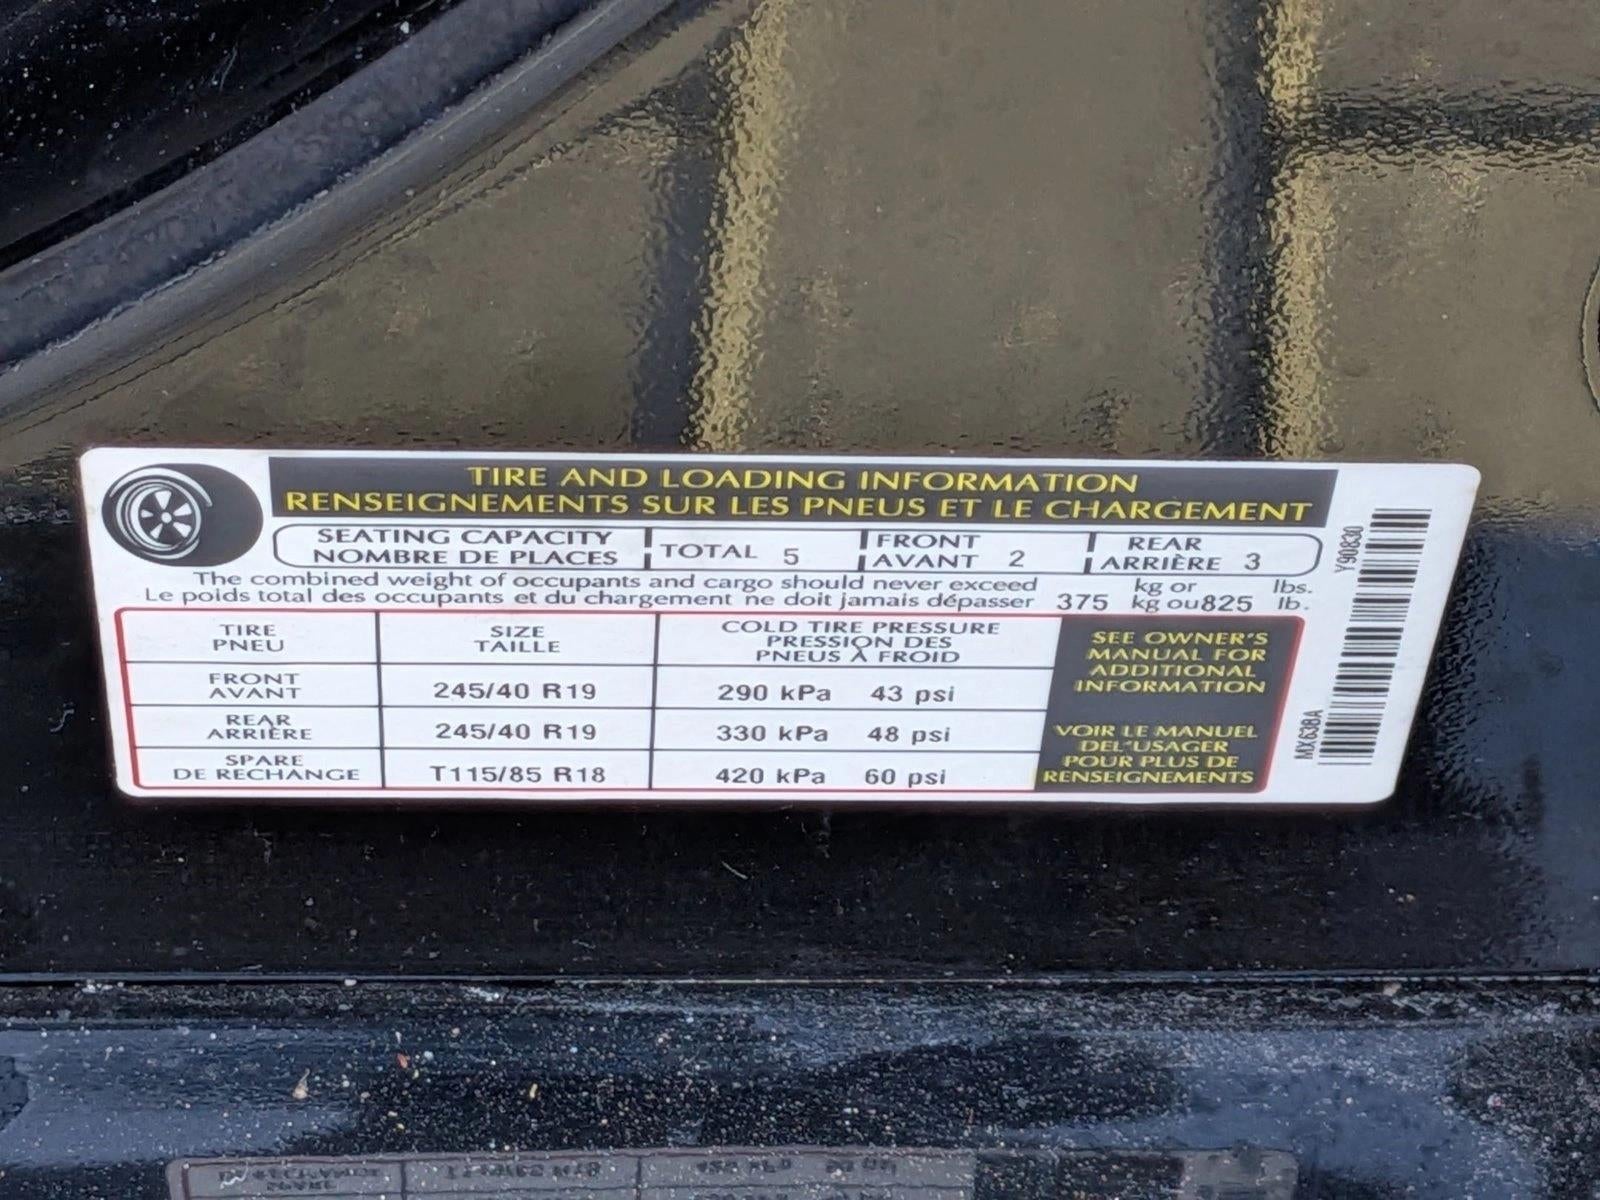 TIRE AND LOADING INFORMATION
RENSEIGNEMENTS SUR LES PNEUS ET LE CHARGEMENT
SEATING CAPACITY
NOMBRE DE PLACES
TOTAL 5
FRONT
AVANT 2
REAR
ARRIÈRE 3
The combined weight of occupants and cargo should never exceed kg or lbs.
Le poids total des occupants et du chargement ne doit jamais dépasser 375 kg ou 825 lb.
TIRE
PNEU
SIZE
TAILLE
COLD TIRE PRESSURE
PRESSION DES
PNEUS À FROID
FRONT
AVANT
245/40 R19
290 kPa 43 psi
REAR
ARRIÈRE
245/40 R19
330 kPa 48 psi
SPARE
DE RECHANGE
T115/85 R18
420 kPa 60 psi
SEE OWNER'S
MANUAL FOR
ADDITIONAL
INFORMATION
VOIR LE MANUEL
DEL'USAGER
POUR PLUS DE
RENSEIGNEMENTS
Y90830
MX638A